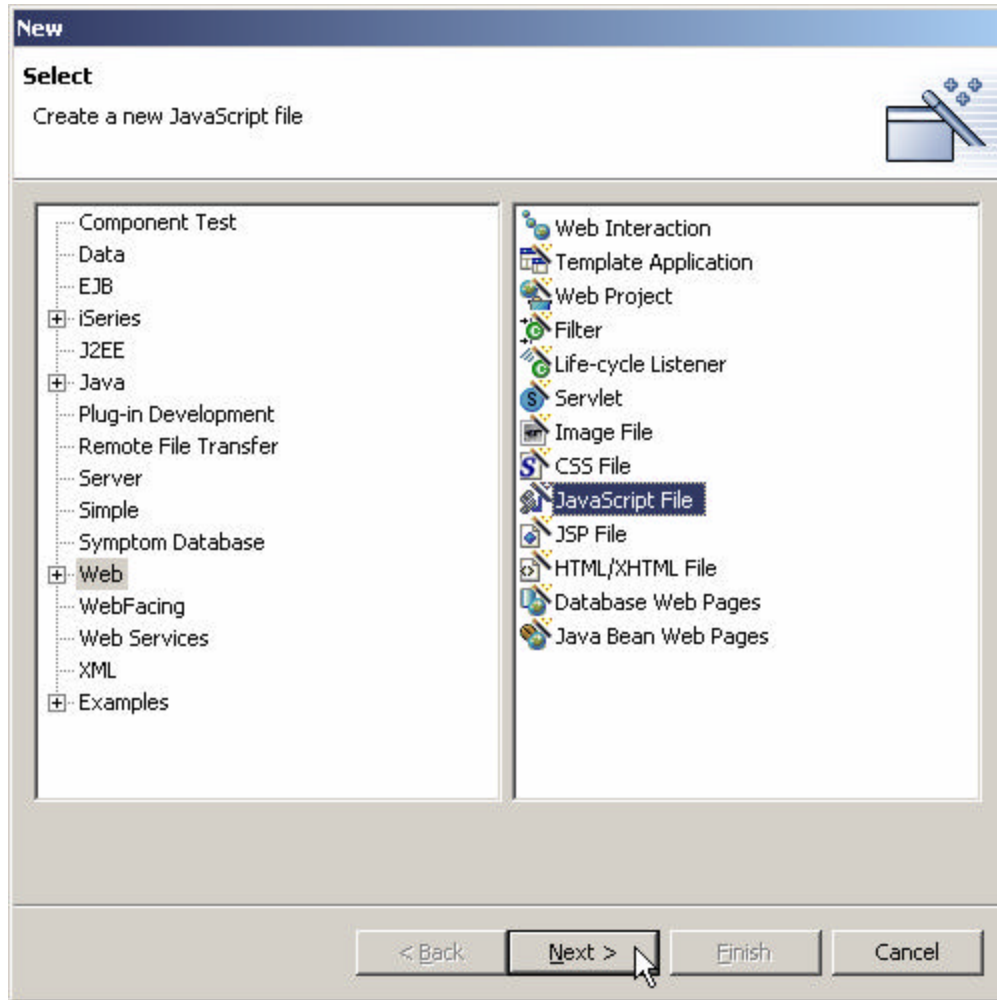 New
Select
Create a new JavaScript file
Component Test
Data
EJB
iSeries
J2EE
Java
Plug-in Development
Remote File Transfer
Server
Simple
Symptom Database
Web
WebFacing
Web Services
XML
Examples
Web Interaction
Template Application
Web Project
Filter
Life-cycle Listener
Servlet
Image File
CSS File
JavaScript File
JSP File
HTML/XHTML File
Database Web Pages
Java Bean Web Pages
< Back
Next >
Finish
Cancel